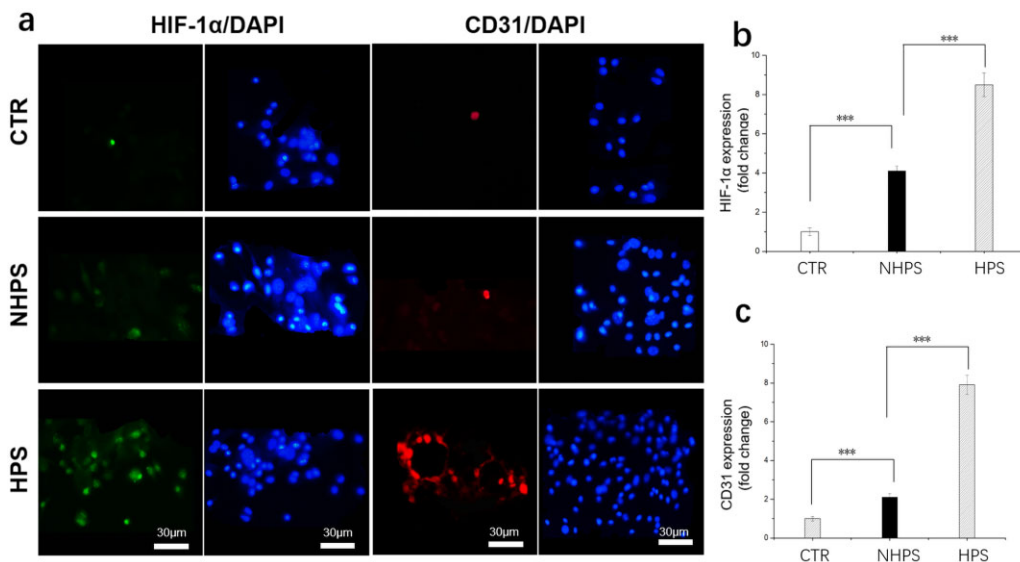 a
HIF-1α/DAPI
CD31/DAPI
CTR
NHPS
HPS
30μm
30μm
30μm
30μm
b
HIF-1α expression
(fold change)
10
8
6
4
2
0
***
***
CTR
NHPS
HPS
c
CD31 expression
(fold change)
10
8
6
4
2
0
***
***
CTR
NHPS
HPS